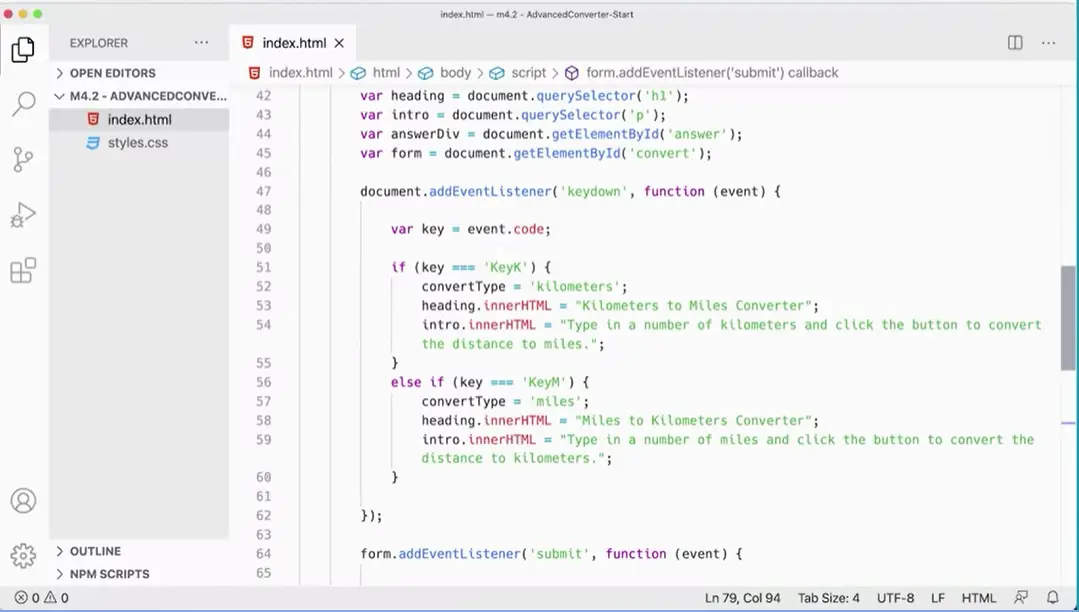 index.html — m4.2 - AdvancedConverter-Start
EXPLORER
index.html
index.html > html > body > script > form.addEventListener('submit') callback
OPEN EDITORS
M4.2 - ADVANCEDCONVE...
index.html
styles.css
42 var heading = document.querySelector('h1');
43 var intro = document.querySelector('p');
44 var answerDiv = document.getElementById('answer');
45 var form = document.getElementById('convert');
46
47 document.addEventListener('keydown', function (event) {
48
49 var key = event.code;
50
51 if (key === 'KeyK') {
52 convertType = 'kilometers';
53 heading.innerHTML = "Kilometers to Miles Converter";
54 intro.innerHTML = "Type in a number of kilometers and click the button to convert
the distance to miles.";
55 }
56 else if (key === 'KeyM') {
57 convertType = 'miles';
58 heading.innerHTML = "Miles to Kilometers Converter";
59 intro.innerHTML = "Type in a number of miles and click the button to convert the
distance to kilometers.";
60 }
61
62 });
63
64 form.addEventListener('submit', function (event) {
65
OUTLINE
NPM SCRIPTS
0 0
Ln 79, Col 94 Tab Size: 4 UTF-8 LF HTML